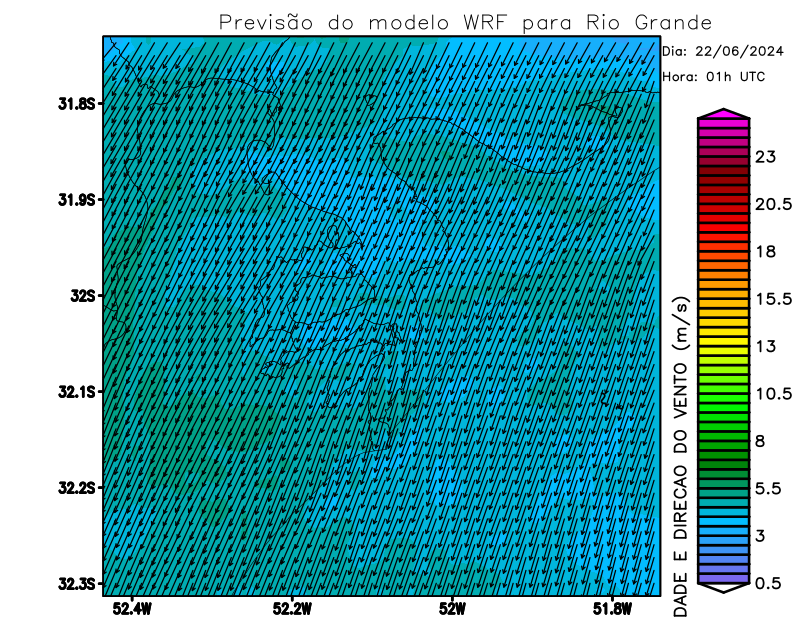 Previsão do modelo WRF para Rio Grande
Dia: 22/06/2024
Hora: 01h UTC
31.8S
31.9S
32S
32.1S
32.2S
32.3S
52.4W
52.2W
52W
51.8W
23
20.5
18
15.5
13
10.5
8
5.5
3
0.5
DADE E DIRECAO DO VENTO (m/s)